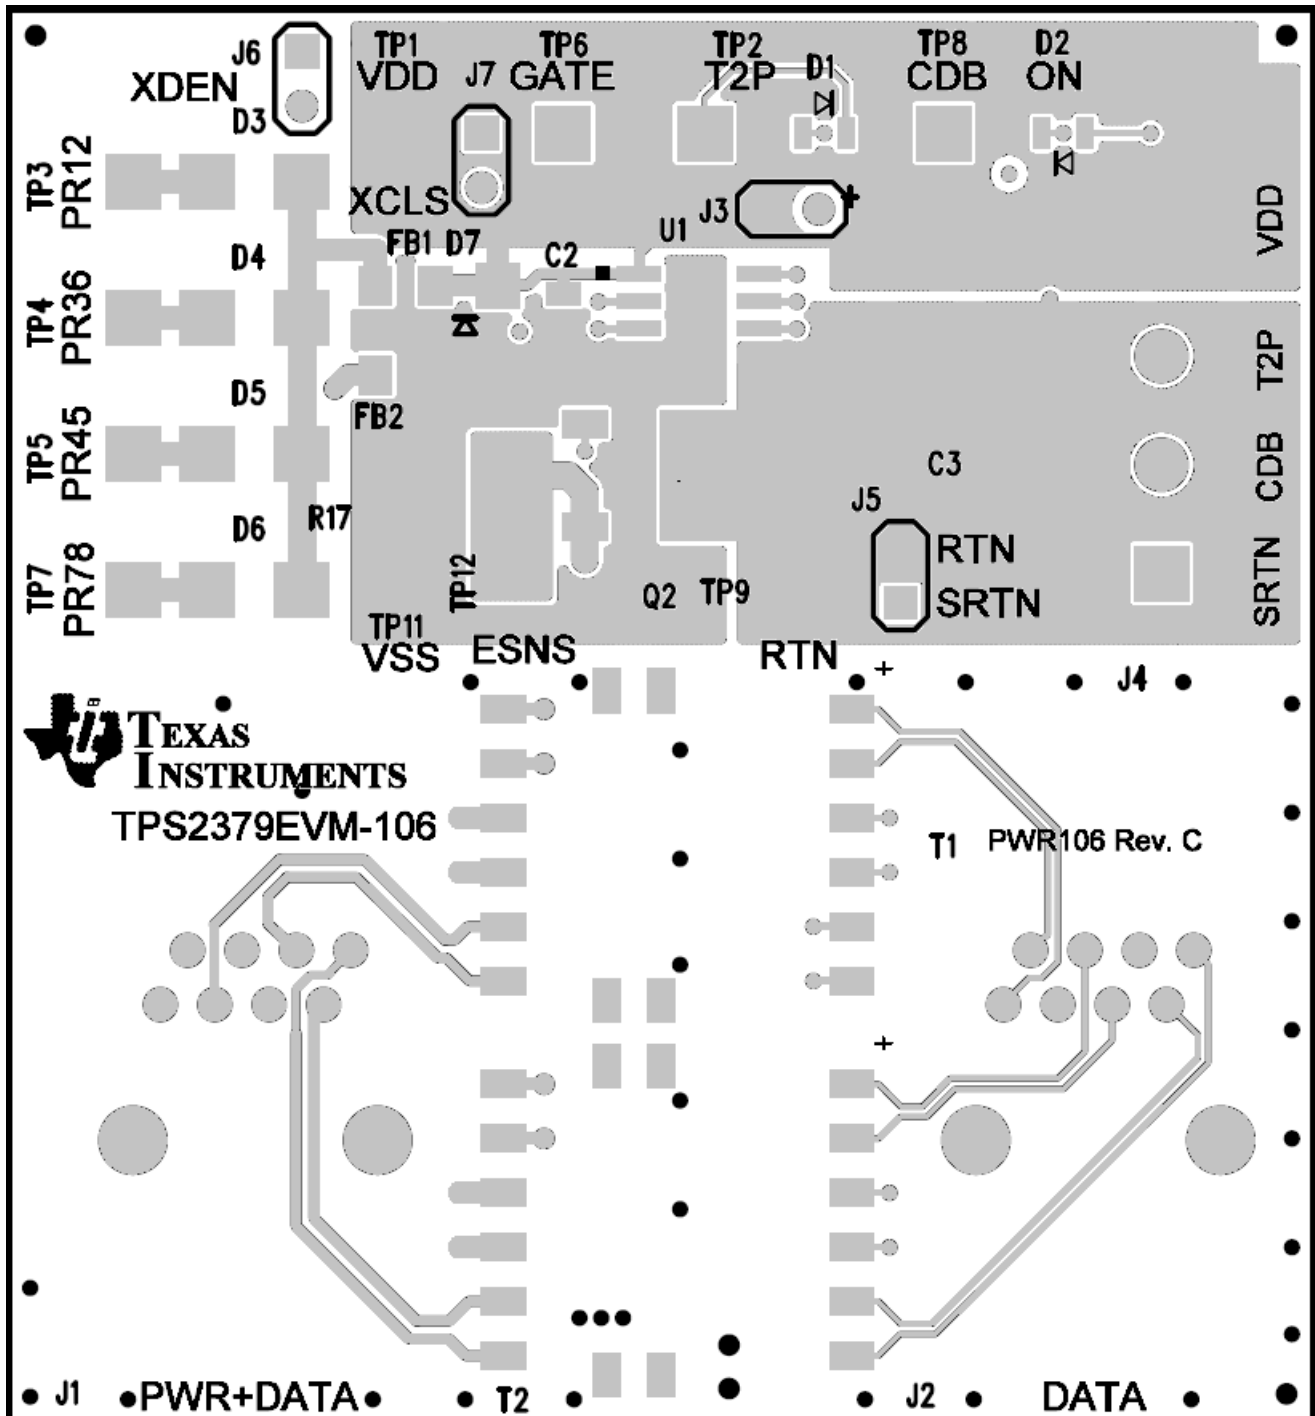 J6
TP1
TP6
TP2
D1
TP8
D2
XDEN
VDD
J7
GATE
T2P
CDB
ON
D3
TP3
PR12
XCLS
J3
+
U1
VDD
D4
FB1
D7
C2
TP4
PR36
T2P
D5
FB2
TP5
PR45
C3
CDB
J5
D6
R17
RTN
TP7
PR78
TP12
Q2
TP9
SRTN
SRTN
TP11
VSS
ESNS
RTN
+
J4
TEXAS
INSTRUMENTS
TPS2379EVM-106
T1
PWR106 Rev. C
+
J1
PWR+DATA
T2
J2
DATA